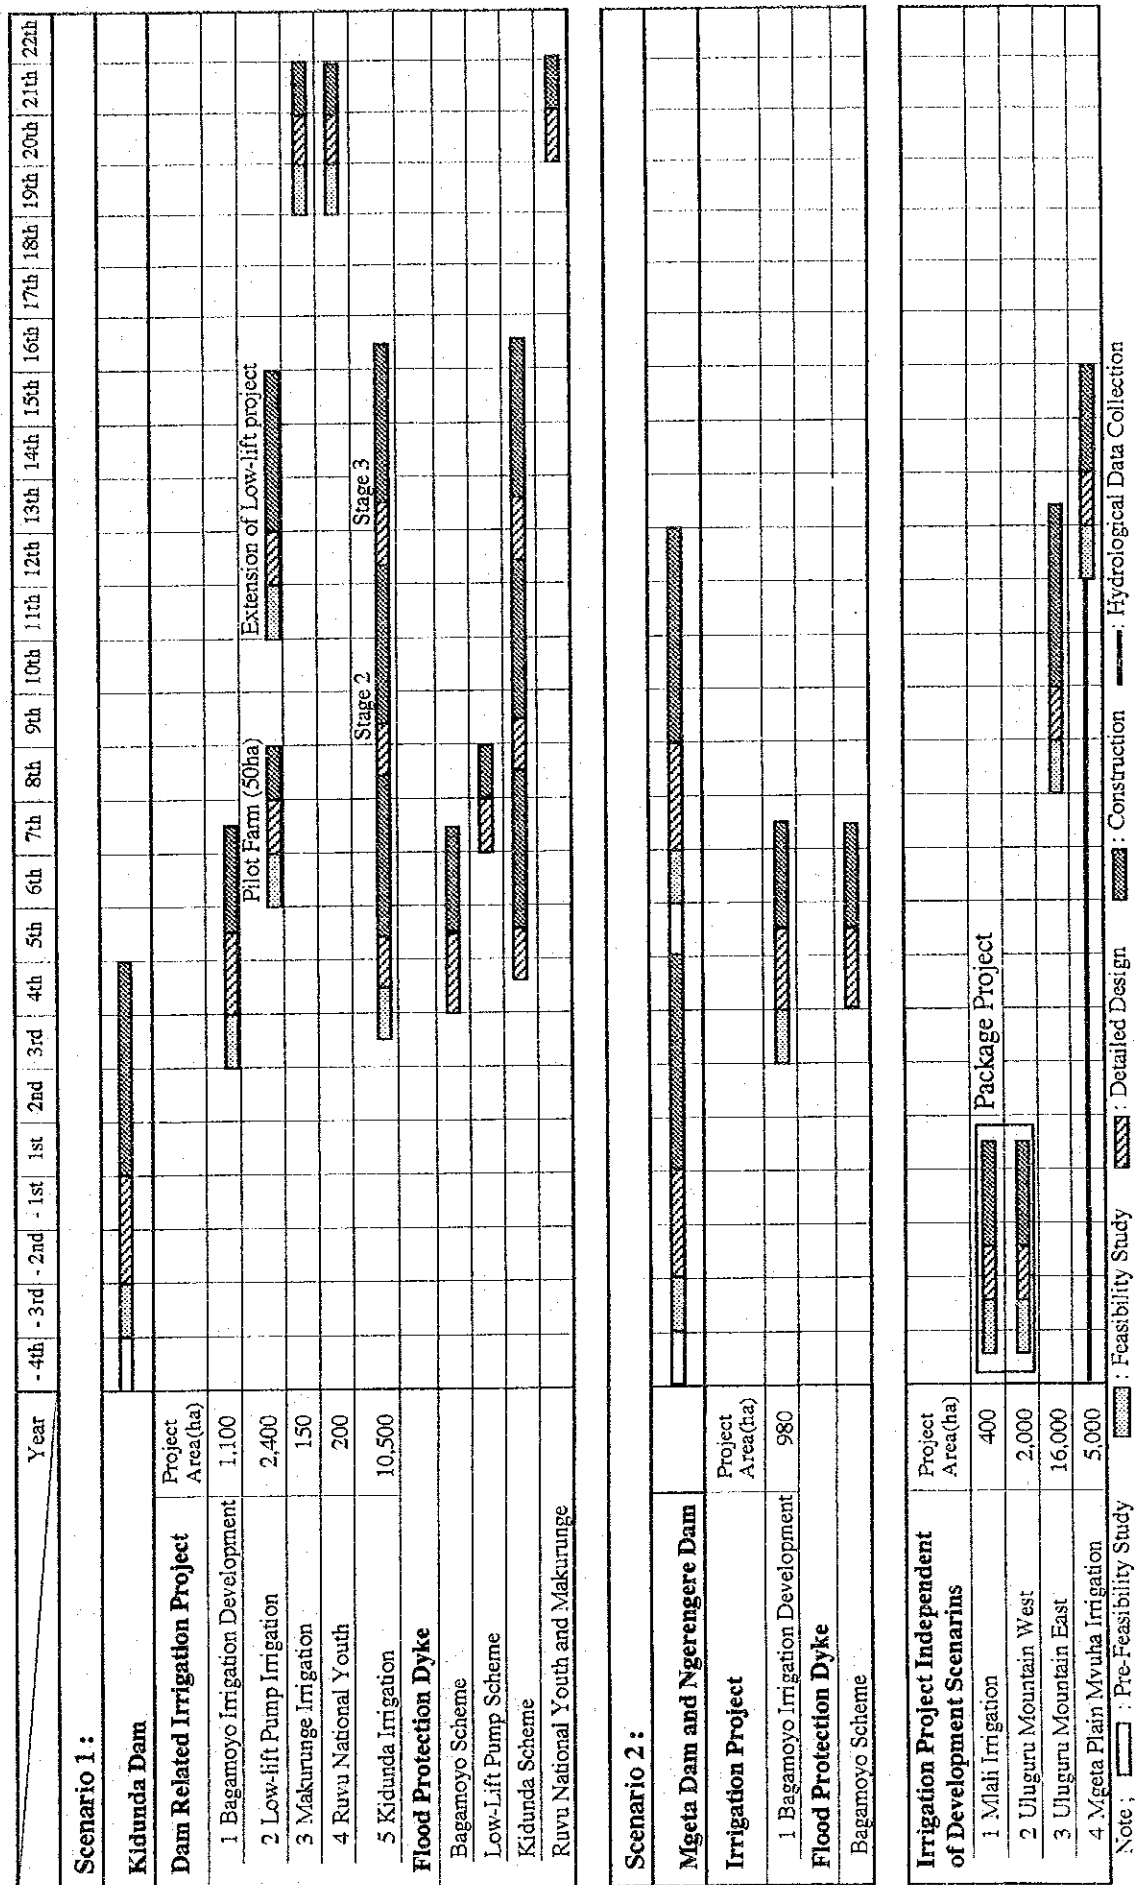 Year - 4th - 3rd - 2nd - 1st 1st 2nd 3rd 4th 5th 6th 7th 8th 9th 10th 11th 12th 13th 14th 15th 16th 17th 18th 19th 20th 21th 22th
Scenario 1 :
Kidunda Dam
Dam Related Irrigation Project Project Area(ha)
1 Bagamoyo Irrigation Development 1,100
Pilot Farm (50ha) Extension of Low-lift project
2 Low-lift Pump Irrigation 2,400
3 Makurunge Irrigation 150
4 Ruvu National Youth 200
Stage 2 Stage 3
5 Kidunda Irrigation 10,500
Flood Protection Dyke
Bagamoyo Scheme
Low-Lift Pump Scheme
Kidunda Scheme
Ruvu National Youth and Makurunge
Scenario 2 :
Mgeta Dam and Ngerengere Dam
Irrigation Project Project Area(ha)
1 Bagamoyo Irrigation Development 980
Flood Protection Dyke
Bagamoyo Scheme
Irrigation Project Independent Project
of Development Scenarins Area(ha)
Package Project
1 Mlali Irrigation 400
2 Uluguru Mountain West 2,000
3 Uluguru Mountain East 16,000
4 Mgeta Plain Mvuha Irrigation 5,000
Note ; : Pre-Feasibility Study : Feasibility Study : Detailed Design : Construction : Hydrological Data Collection